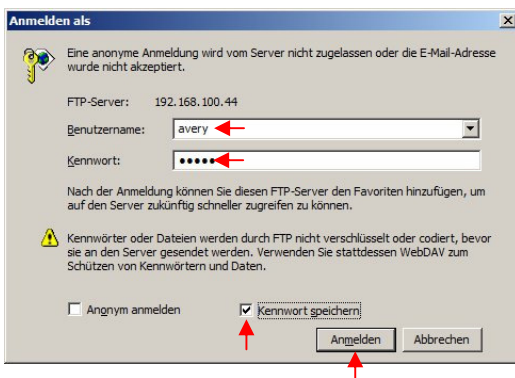 Anmelden als
Eine anonyme Anmeldung wird vom Server nicht zugelassen oder die E-Mail-Adresse
wurde nicht akzeptiert.
FTP-Server: 192.168.100.44
Benutzername: avery
Kennwort: •••••
Nach der Anmeldung können Sie diesen FTP-Server den Favoriten hinzufügen, um
auf den Server zukünftig schneller zugreifen zu können.
Kennwörter oder Dateien werden durch FTP nicht verschlüsselt oder codiert, bevor
sie an den Server gesendet werden. Verwenden Sie stattdessen WebDAV zum
Schützen von Kennwörtern und Daten.
Anonym anmelden Kennwort speichern
Anmelden Abbrechen